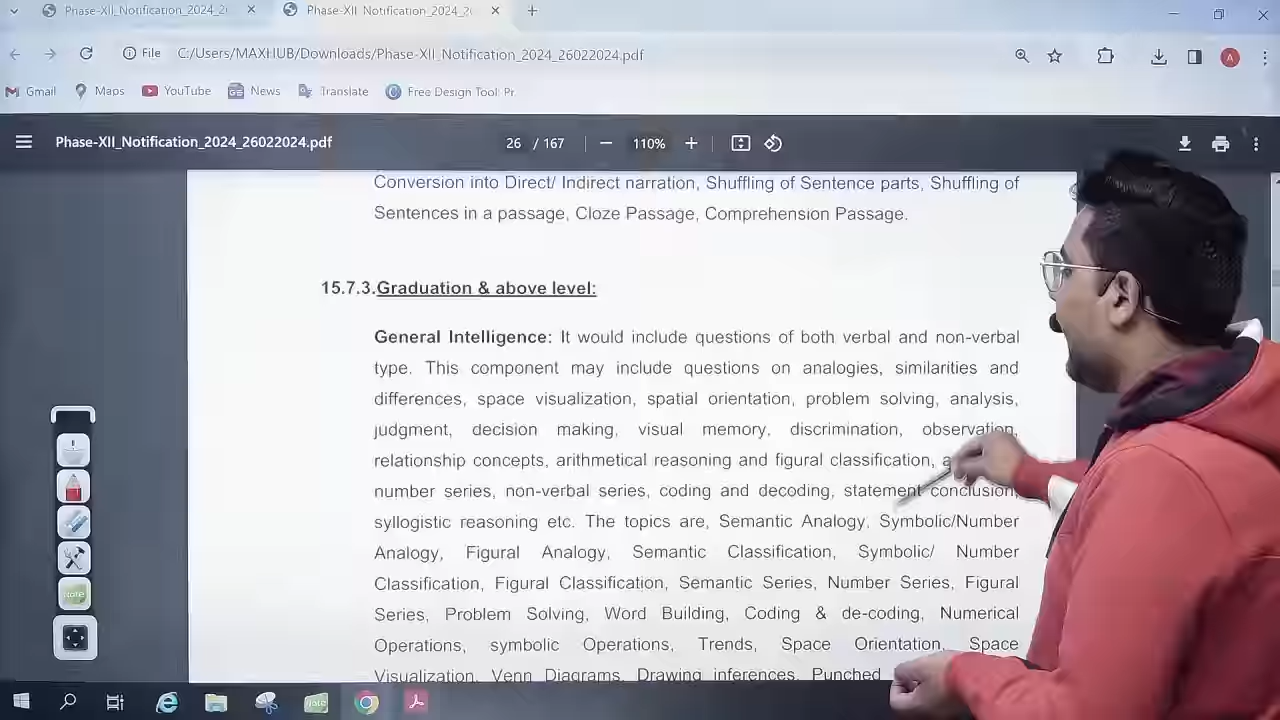 Phase-XII_Notification_2024_2
Phase-XII_Notification_2024_2
File C:/Users/MAXHUB/Downloads/Phase-XII_Notification_2024_26022024.pdf
A
Gmail Maps YouTube News Translate Free Design Tool: Pr
Phase-XII_Notification_2024_26022024.pdf 26 / 167 110%
Conversion into Direct/ Indirect narration, Shuffling of Sentence parts, Shuffling of
Sentences in a passage, Cloze Passage, Comprehension Passage.
15.7.3.Graduation & above level:
General Intelligence: It would include questions of both verbal and non-verbal
type. This component may include questions on analogies, similarities and
differences, space visualization, spatial orientation, problem solving, analysis,
judgment, decision making, visual memory, discrimination, observation,
relationship concepts, arithmetical reasoning and figural classification,
number series, non-verbal series, coding and decoding, statement conclusion,
syllogistic reasoning etc. The topics are, Semantic Analogy, Symbolic/Number
Analogy, Figural Analogy, Semantic Classification, Symbolic/ Number
Classification, Figural Classification, Semantic Series, Number Series, Figural
Series, Problem Solving, Word Building, Coding & de-coding, Numerical
Operations, symbolic Operations, Trends, Space Orientation, Space
Visualization, Venn Diagrams, Drawing inferences, Punched
Note
Note